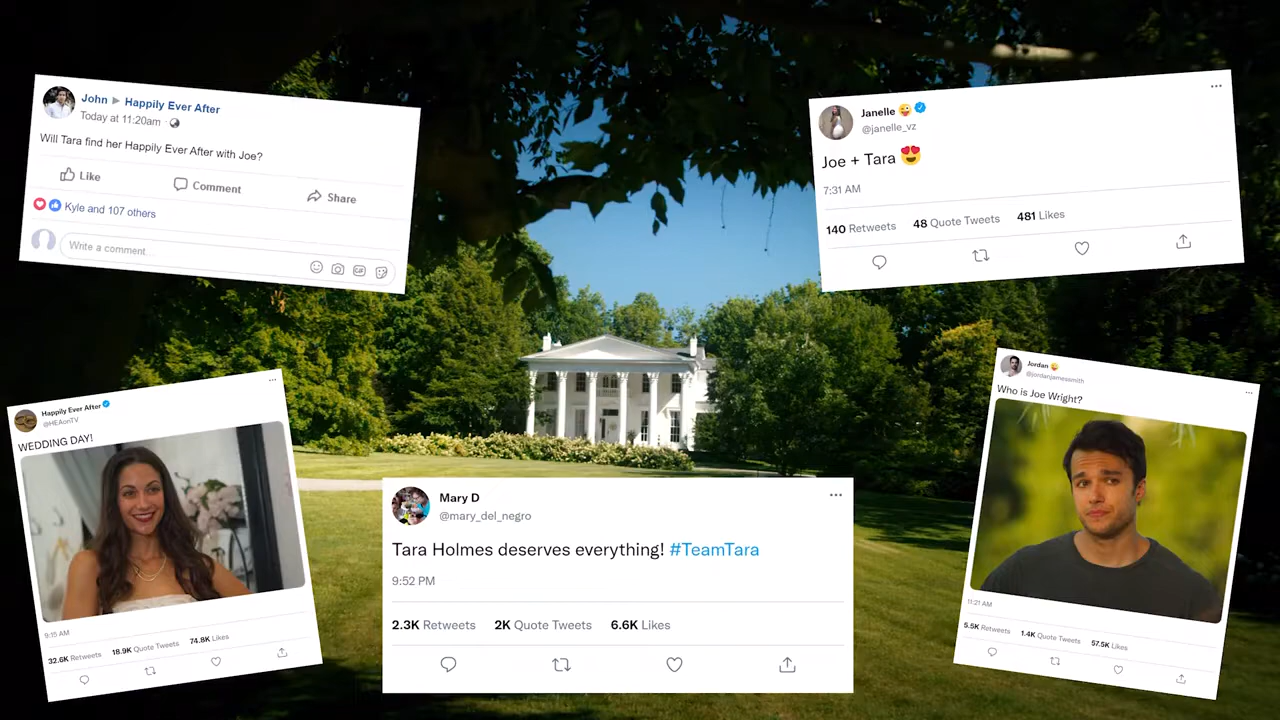 John ▶ Happily Ever After
Today at 11:20am
Will Tara find her Happily Ever After with Joe?
Like
Comment
Share
Kyle and 107 others
Write a comment...
GIF
Janelle 😜
@janelle_vz
Joe + Tara 😍
7:31 AM
140 Retweets 48 Quote Tweets 481 Likes
Happily Ever After
@HEAonTV
WEDDING DAY!
9:15 AM
32.6K Retweets 18.9K Quote Tweets 74.8K Likes
Mary D
@mary_del_negro
Tara Holmes deserves everything! #TeamTara
9:52 PM
2.3K Retweets 2K Quote Tweets 6.6K Likes
Jordan 😜
@jordanjamessmith
Who is Joe Wright?
11:21 AM
5.5K Retweets 1.4K Quote Tweets 57.5K Likes